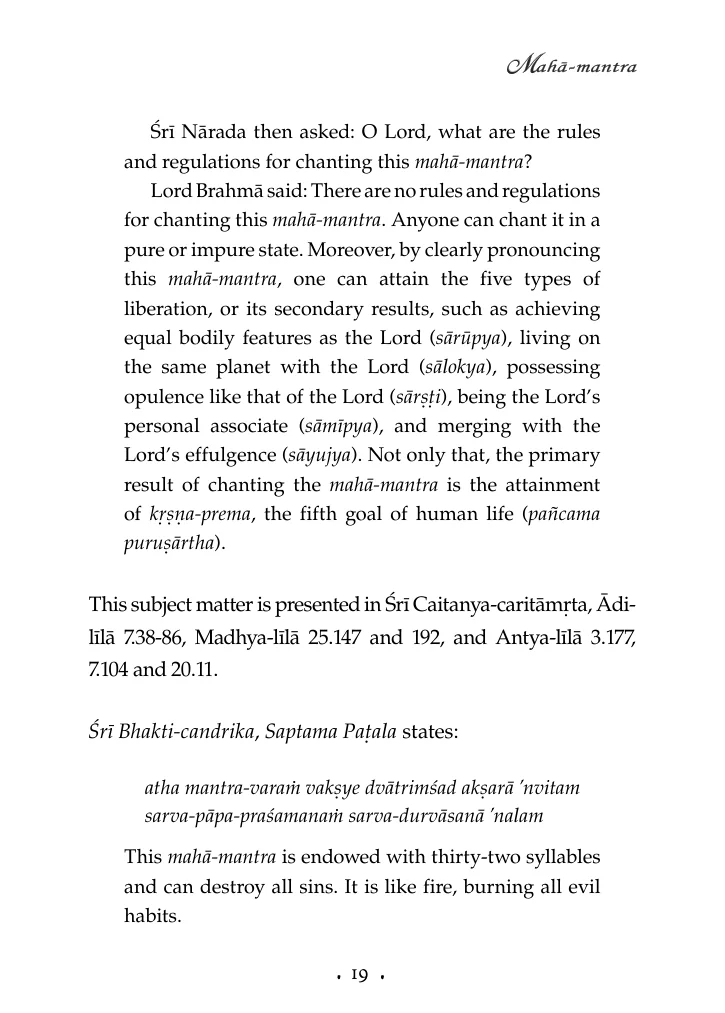 Mahā-mantra
Śrī Nārada then asked: O Lord, what are the rules
and regulations for chanting this mahā-mantra?
Lord Brahmā said: There are no rules and regulations
for chanting this mahā-mantra. Anyone can chant it in a
pure or impure state. Moreover, by clearly pronouncing
this mahā-mantra, one can attain the five types of
liberation, or its secondary results, such as achieving
equal bodily features as the Lord (sārūpya), living on
the same planet with the Lord (sālokya), possessing
opulence like that of the Lord (sārṣṭi), being the Lord’s
personal associate (sāmīpya), and merging with the
Lord’s effulgence (sāyujya). Not only that, the primary
result of chanting the mahā-mantra is the attainment
of kṛṣṇa-prema, the fifth goal of human life (pañcama
puruṣārtha).
This subject matter is presented in Śrī Caitanya-caritāmṛta, Ādi-
līlā 7.38-86, Madhya-līlā 25.147 and 192, and Antya-līlā 3.177,
7.104 and 20.11.
Śrī Bhakti-candrika, Saptama Paṭala states:
atha mantra-varaṁ vakṣye dvātrimśad akṣarā ’nvitam
sarva-pāpa-praśamanaṁ sarva-durvāsanā ’nalam
This mahā-mantra is endowed with thirty-two syllables
and can destroy all sins. It is like fire, burning all evil
habits.
• 19 •